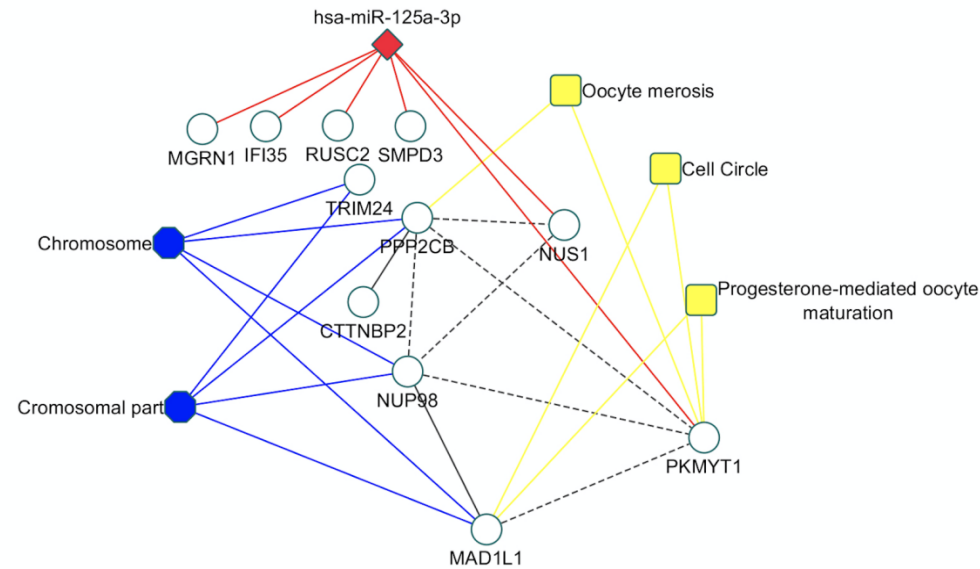 hsa-miR-125a-3p
Oocyte merosis
MGRN1
IFI35
RUSC2
SMPD3
Cell Circle
TRIM24
Chromosome
PPP2CB
NUS1
Progesterone-mediated oocyte
maturation
CTTNBP2
NUP98
Cromosomal part
PKMYT1
MAD1L1